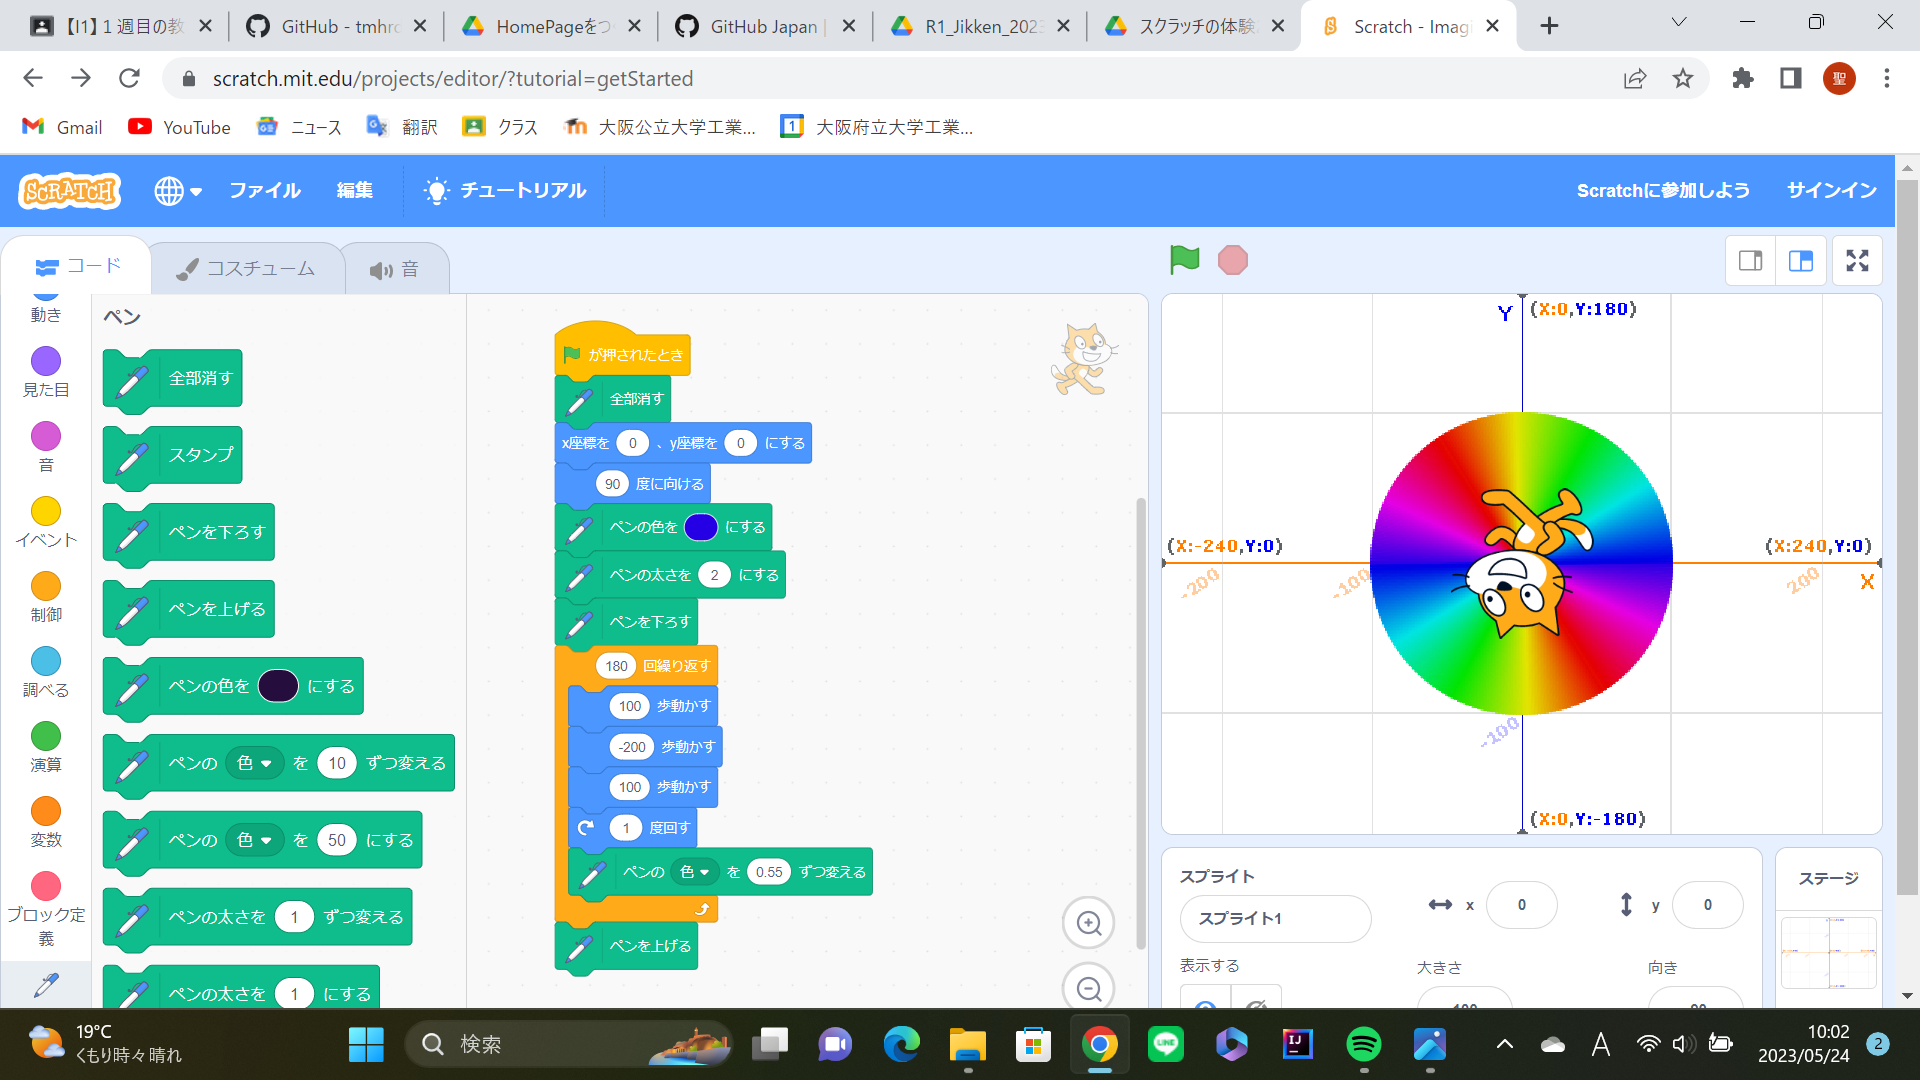 【I1】1 週目の教
GitHub - tmhro
HomePageをつ
GitHub Japan |
R1_Jikken_2023
スクラッチの体験
Scratch - Imagi
scratch.mit.edu/projects/editor/?tutorial=getStarted
聖
Gmail
YouTube
ニュース
翻訳
クラス
大阪公立大学工業...
1
大阪府立大学工業...
SCRATCH
ファイル
編集
チュートリアル
Scratchに参加しよう
サインイン
コード
コスチューム
音
動き
見た目
音
イベント
制御
調べる
演算
変数
ブロック定
義
ペン
全部消す
スタンプ
ペンを下ろす
ペンを上げる
ペンの色を にする
ペンの 色 を 10 ずつ変える
ペンの 色 を 50 にする
ペンの太さを 1 ずつ変える
ペンの太さを 1 にする
が押されたとき
全部消す
x座標を 0 、y座標を 0 にする
90 度に向ける
ペンの色を にする
ペンの太さを 2 にする
ペンを下ろす
180 回繰り返す
100 歩動かす
-200 歩動かす
100 歩動かす
1 度回す
ペンの 色 を 0.55 ずつ変える
ペンを上げる
Y (X:0,Y:180)
(X:-240,Y:0)
(X:240,Y:0)
X
-200
-100
200
-100
(X:0,Y:-180)
スプライト
スプライト1
x 0
y 0
表示する
大きさ
向き
ステージ
19°C
くもり時々晴れ
検索
LINE
IJ
A
10:02
2023/05/24
2